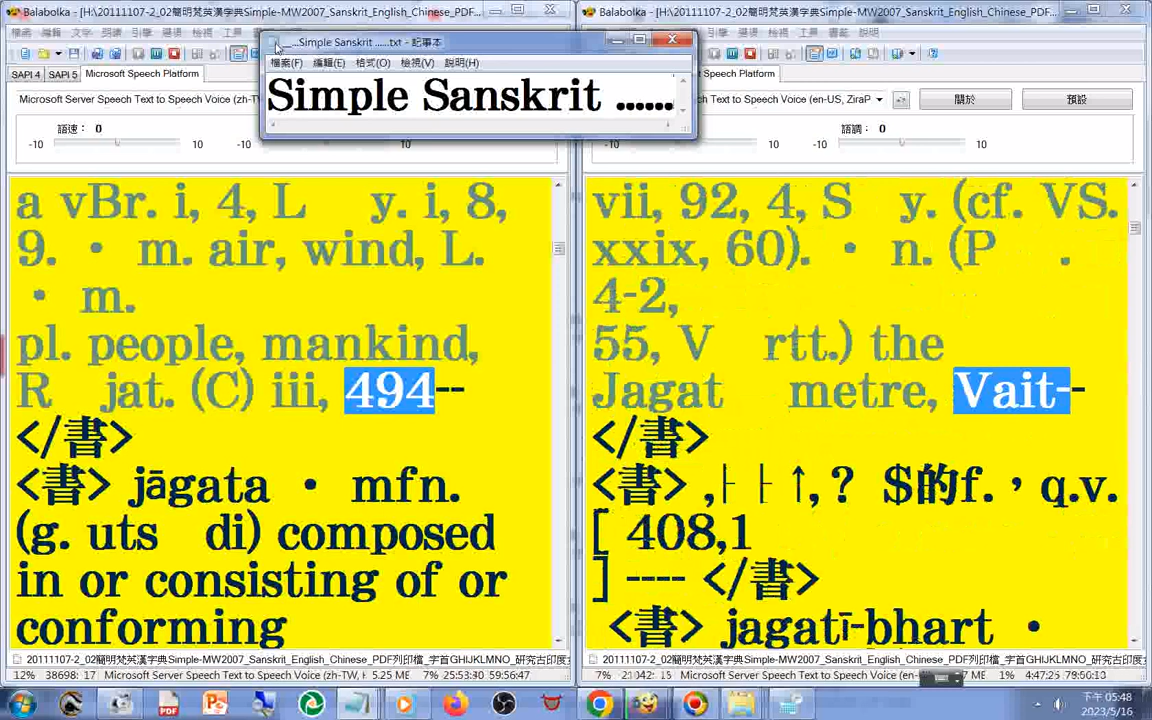 Balabolka - [H:\20111107-2_02簡明梵英漢字典Simple-MW2007_Sanskrit_English_Chinese_PDF...
Balabolka - [H:\20111107-2_02簡明梵英漢字典Simple-MW2007_Sanskrit_English_Chinese_PDF...
...Simple Sanskrit ......txt - 記事本
檔案(F) 編輯(E) 格式(O) 檢視(V) 說明(H)
Simple Sanskrit ......
SAPI 4 SAPI 5 Microsoft Speech Platform
Speech Platform
Microsoft Server Speech Text to Speech Voice (zh-TW,
ch Text to Speech Voice (en-US, ZiraP
關於
預設
語速： 0
語調： 0
-10 10 10
-10 10 -10 10
a vBr. i, 4, L y. i, 8,
9. • m. air, wind, L.
• m.
pl. people, mankind,
R jat. (C) iii, 494--
</書>
<書> jāgata • mfn.
(g. uts di) composed
in or consisting of or
conforming
vii, 92, 4, S y. (cf. VS.
xxix, 60). • n. (P .
4-2,
55, V rtt.) the
Jagat metre, Vait--
</書>
<書> ,├ ├ ↑,？ $的f.，q.v.
[ 408,1
] ---- </書>
<書> jagatī-bhart •
20111107-2_02簡明梵英漢字典Simple-MW2007_Sanskrit_English_Chinese_PDF列印檔_字首GHIJKLMNO_研究古印度
20111107-2_02簡明梵英漢字典Simple-MW2007_Sanskrit_English_Chinese_PDF列印檔_字首GHIJKLMNO_研究古印度
12% 38698: 17 Microsoft Server Speech Text to Speech Voice (zh-TW, 5.25 ME 7% 25:53:30 59:56:47
7% Microsoft Server Speech Text to Speech 1% 4:47:25
下午 05:48
2023/5/16